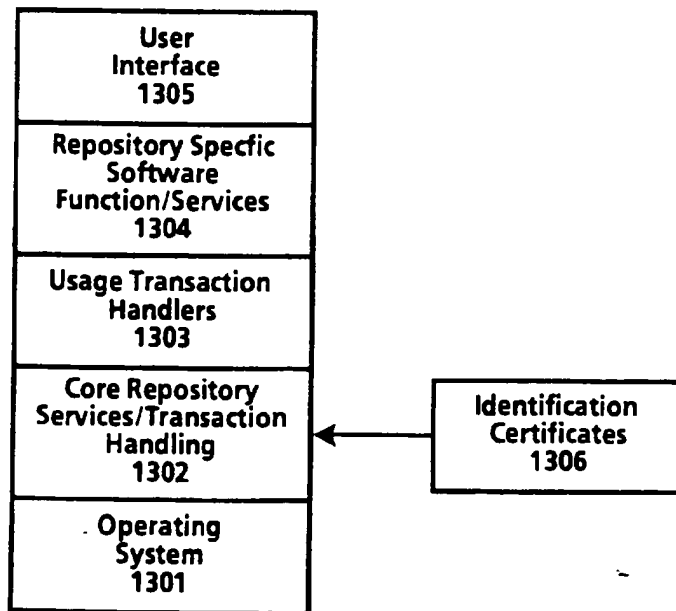 User
Interface
1305
Repository Specfic
Software
Function/Services
1304
Usage Transaction
Handlers
1303
Core Repository
Services/Transaction
Handling
1302
Identification
Certificates
1306
Operating
System
1301